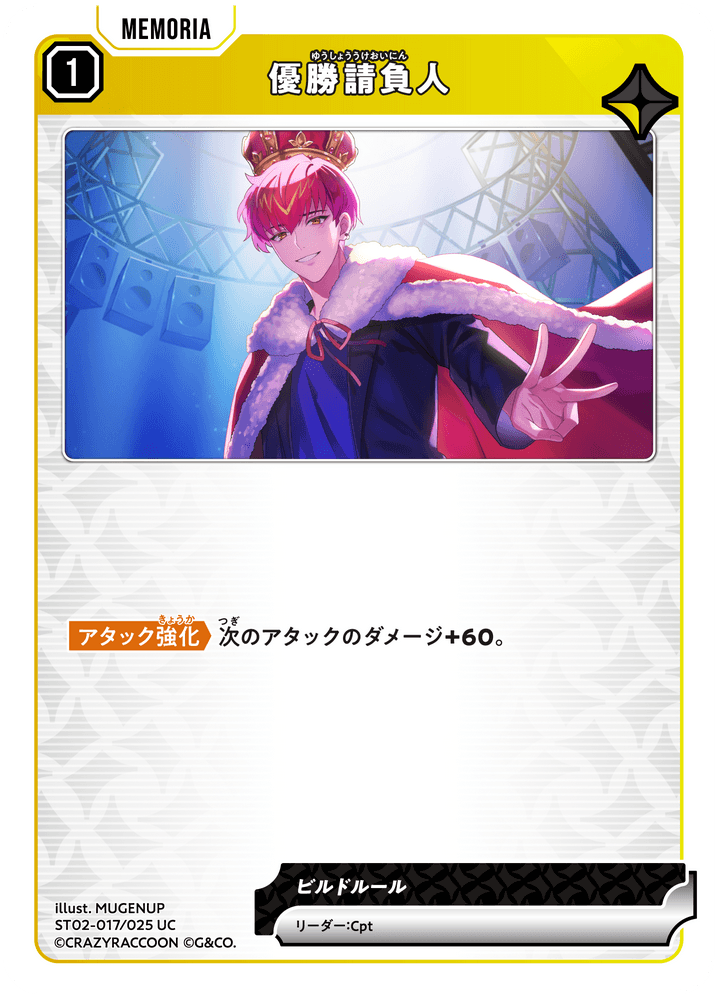 MEMORIA
1
ゆうしょううけおいにん
優勝請負人
きょうか つぎ
アタック強化 次のアタックのダメージ+60。
ビルドルール
リーダー:Cpt
illust. MUGENUP
ST02-017/025 UC
©CRAZYRACCOON ©G&CO.